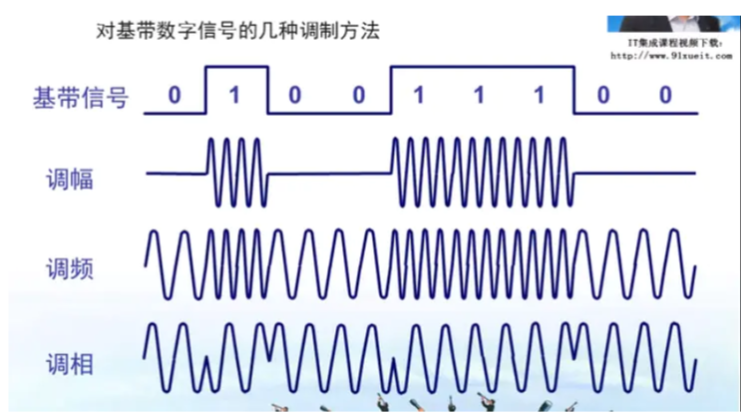 对基带数字信号的几种调制方法
IT集成课程视频下载:
http://www.91xueit.com
基带信号 0 1 0 0 1 1 1 0 0
调幅
调频
调相